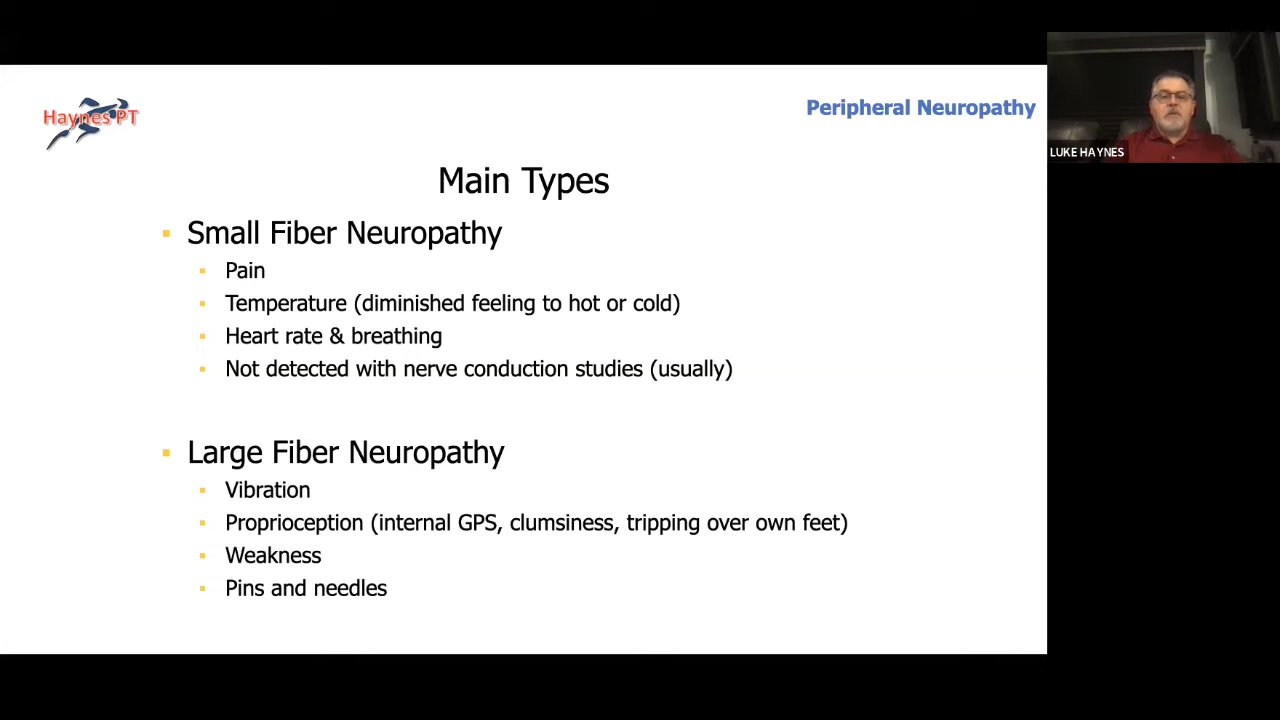 Haynes PT
Peripheral Neuropathy
LUKE HAYNES
Main Types
▪ Small Fiber Neuropathy
▪ Pain
▪ Temperature (diminished feeling to hot or cold)
▪ Heart rate & breathing
▪ Not detected with nerve conduction studies (usually)
▪ Large Fiber Neuropathy
▪ Vibration
▪ Proprioception (internal GPS, clumsiness, tripping over own feet)
▪ Weakness
▪ Pins and needles